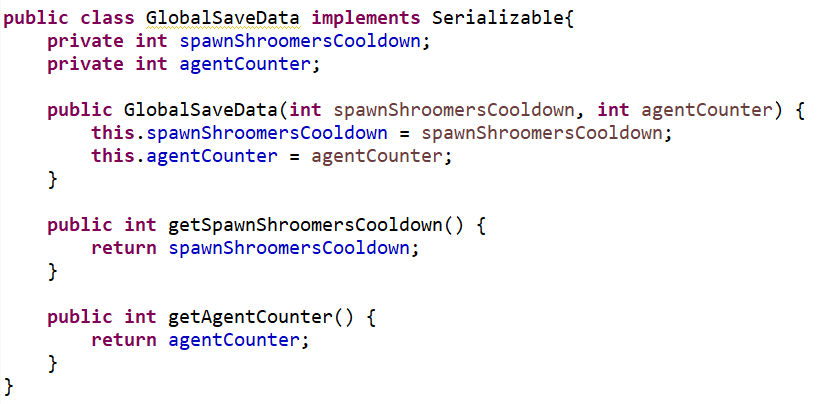 public class GlobalSaveData implements Serializable{
    private int spawnShroomersCooldown;
    private int agentCounter;

    public GlobalSaveData(int spawnShroomersCooldown, int agentCounter) {
        this.spawnShroomersCooldown = spawnShroomersCooldown;
        this.agentCounter = agentCounter;
    }

    public int getSpawnShroomersCooldown() {
        return spawnShroomersCooldown;
    }

    public int getAgentCounter() {
        return agentCounter;
    }
}